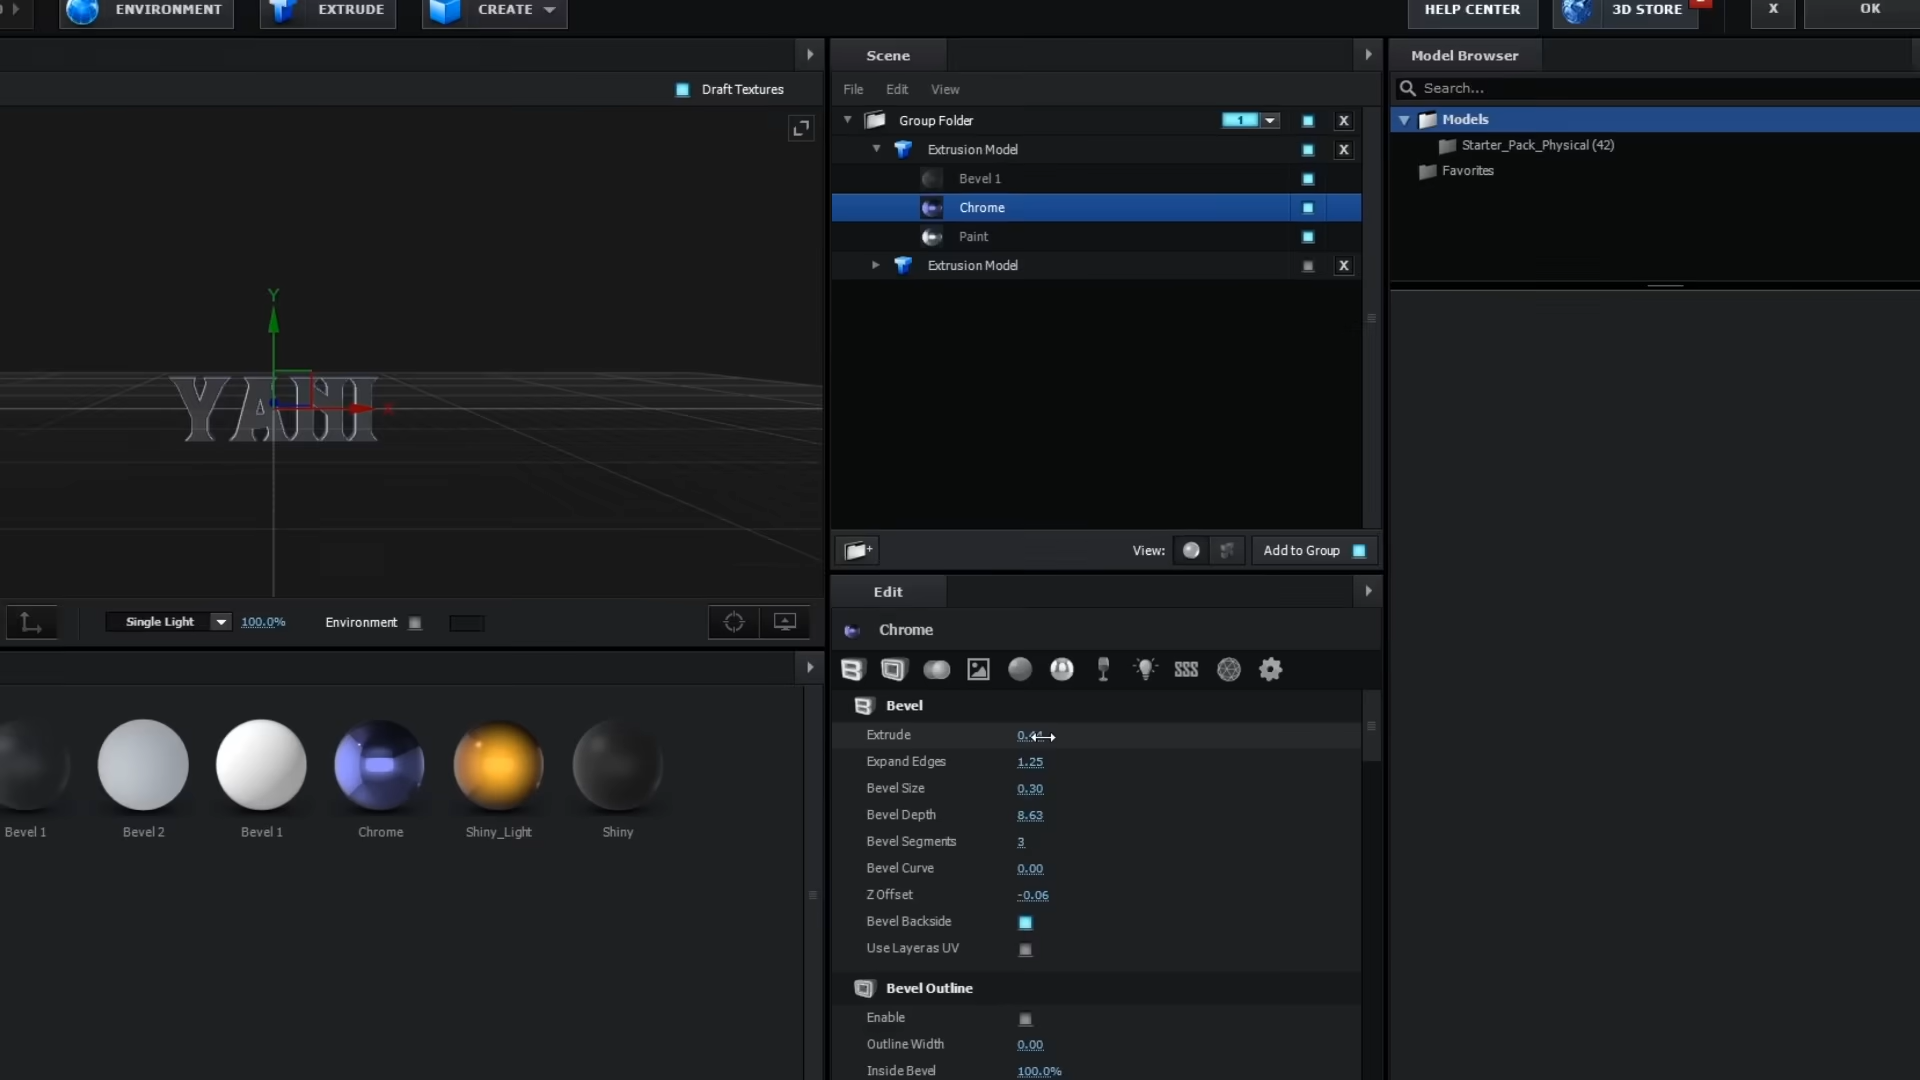 ENVIRONMENT EXTRUDE CREATE HELP CENTER 3D STORE X OK
Scene
Model Browser
Draft Textures
File Edit View
Search...
Group Folder 1 X
Models
Extrusion Model X
Starter_Pack_Physical (42)
Bevel 1
Favorites
Chrome
Paint
Extrusion Model X
Y
YANI
X
View: Add to Group
Edit
Single Light 100.0% Environment
Chrome
SSS
Bevel
Extrude
Expand Edges 1.25
Bevel Size 0.30
Bevel Depth 8.63
Bevel Segments 3
Bevel Curve 0.00
Z Offset -0.06
Bevel Backside
Use Layer as UV
Bevel Outline
Enable
Outline Width 0.00
Inside Bevel 100.0%
Bevel 1 Bevel 2 Bevel 1 Chrome Shiny_Light Shiny